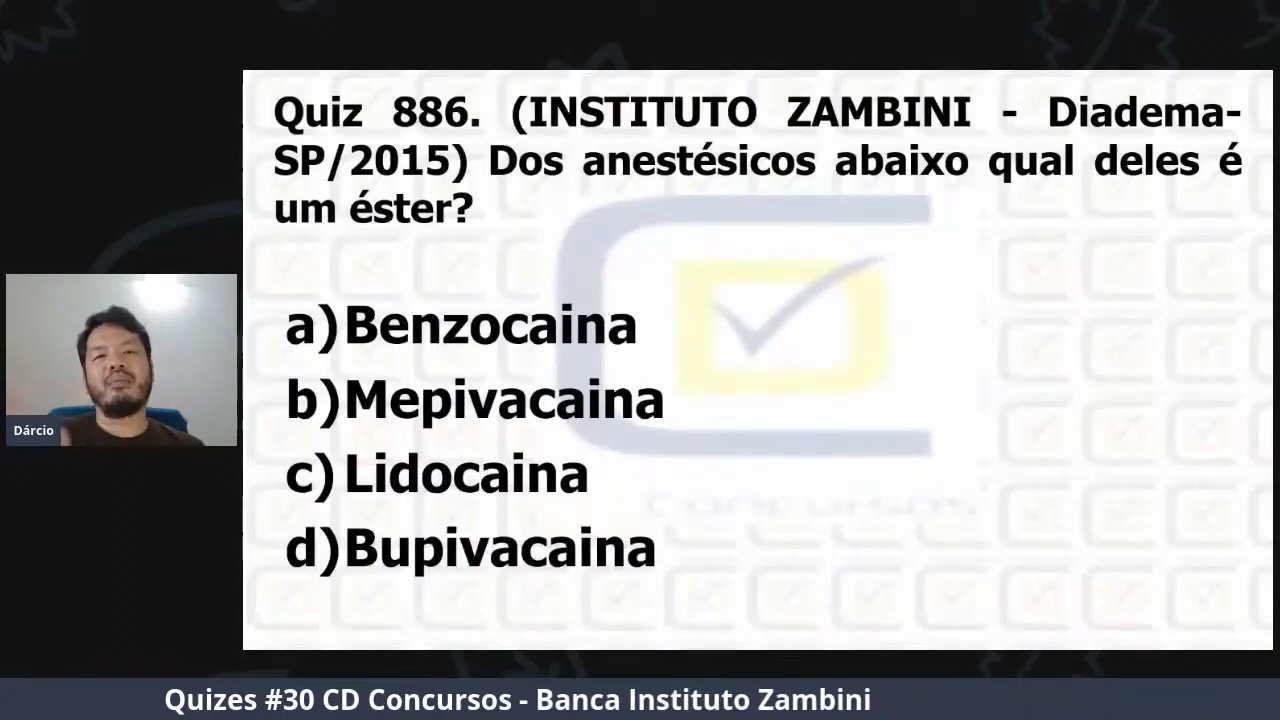 Quiz 886. (INSTITUTO ZAMBINI - Diadema-
SP/2015) Dos anestésicos abaixo qual deles é
um éster?
a) Benzocaina
b) Mepivacaina
c) Lidocaina
d) Bupivacaina
concursos
Dárcio
Quizes #30 CD Concursos - Banca Instituto Zambini